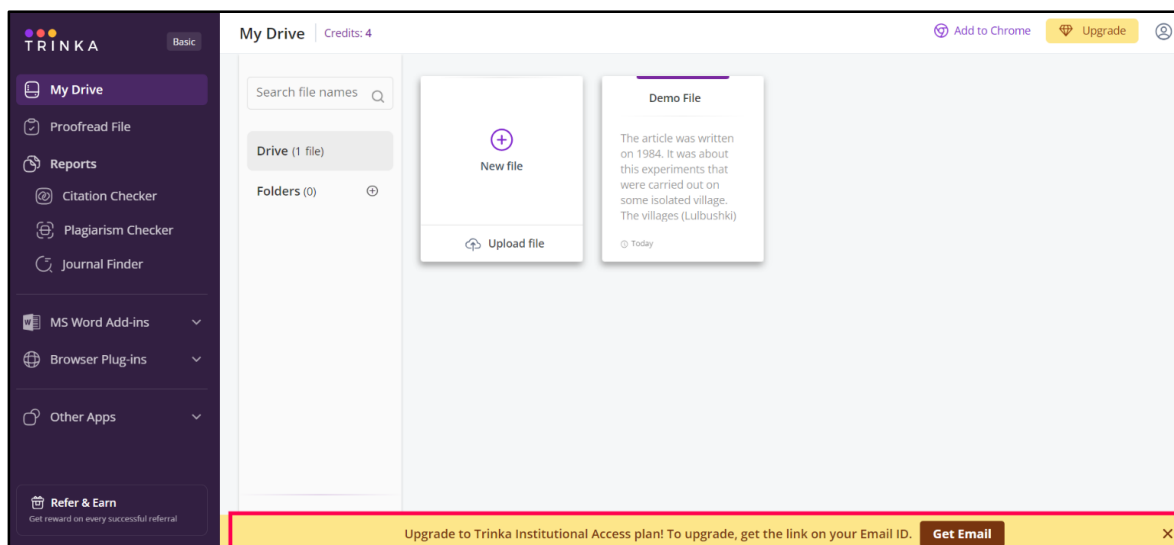 TRINKA
Basic
My Drive
Proofread File
Reports
Citation Checker
Plagiarism Checker
Journal Finder
MS Word Add-ins
Browser Plug-ins
Other Apps
Refer & Earn
Get reward on every successful referral
My Drive
Credits: 4
Add to Chrome
Upgrade
Search file names
Drive (1 file)
Folders (0)
New file
Upload file
Demo File
The article was written
on 1984. It was about
this experiments that
were carried out on
some isolated village.
The villages (Lulbushki)
Today
Upgrade to Trinka Institutional Access plan! To upgrade, get the link on your Email ID.
Get Email